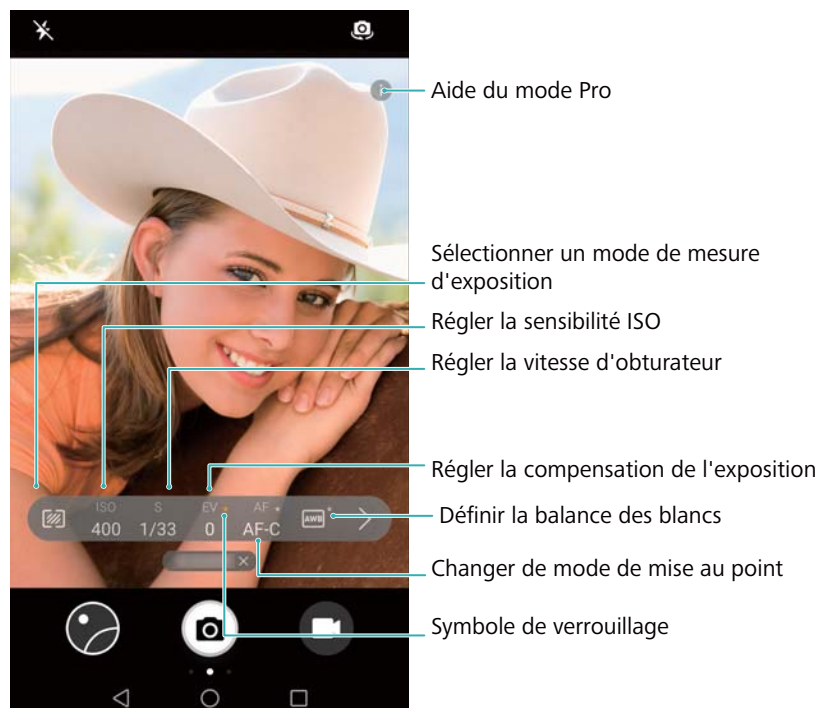 Aide du mode Pro
Sélectionner un mode de mesure
d'exposition
Régler la sensibilité ISO
Régler la vitesse d'obturateur
Régler la compensation de l'exposition
Définir la balance des blancs
Changer de mode de mise au point
Symbole de verrouillage
ISO S EV AF
400 1/33 0 AF-C AWB